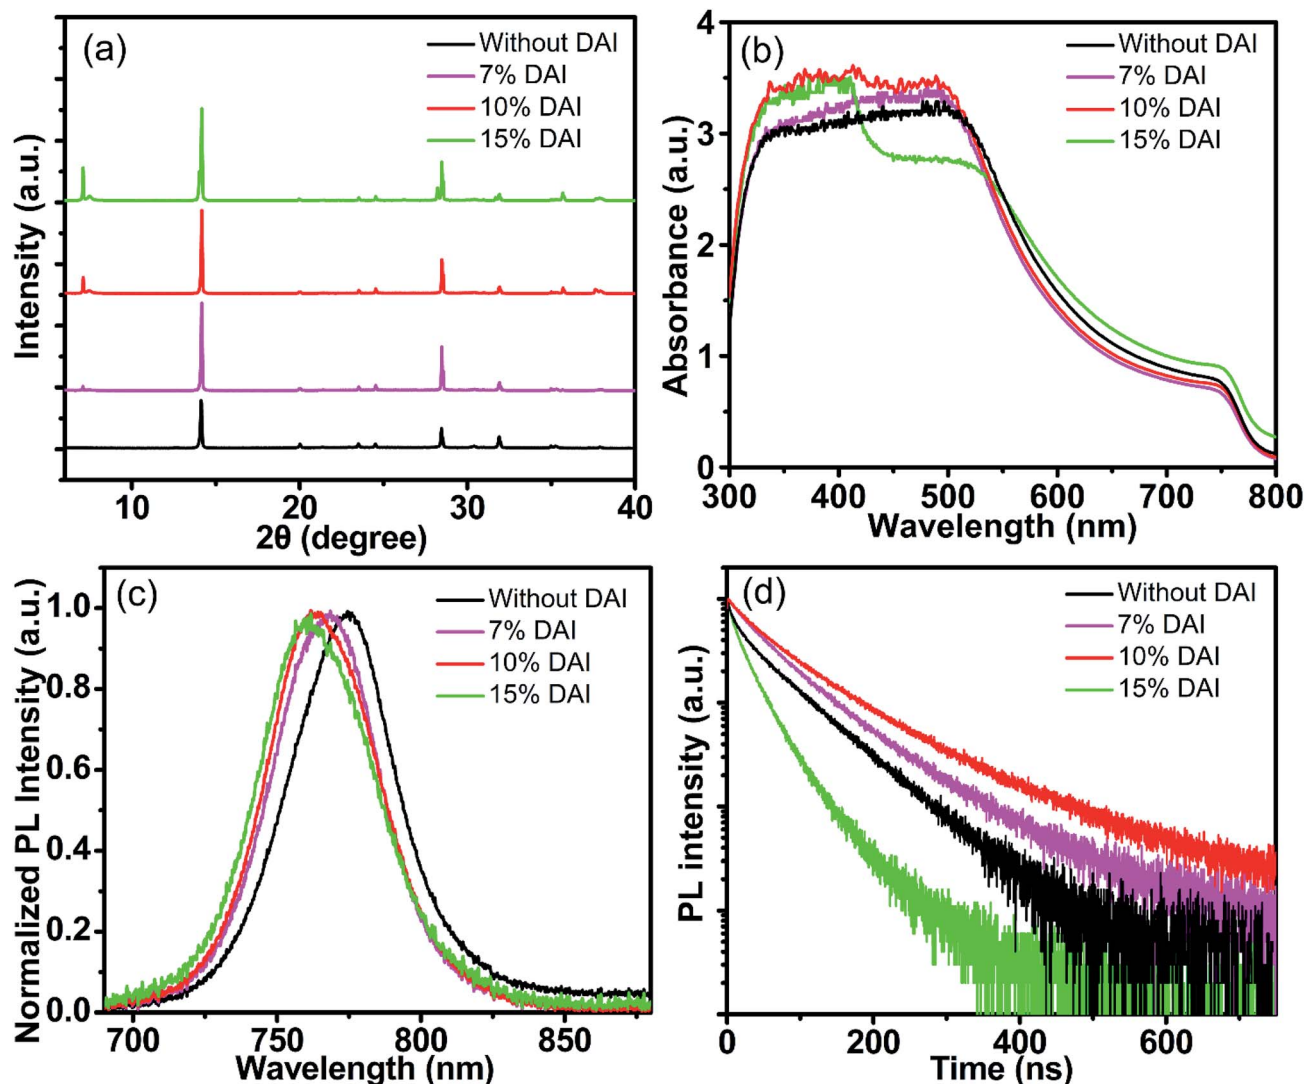 (a)
Without DAI
7% DAI
10% DAI
15% DAI
Intensity (a.u.)
10 20 30 40
2θ (degree)
(b)
Without DAI
7% DAI
10% DAI
15% DAI
Absorbance (a.u.)
4
3
2
1
0
300 400 500 600 700 800
Wavelength (nm)
(c)
Without DAI
7% DAI
10% DAI
15% DAI
Normalized PL Intensity (a.u.)
1.0
0.8
0.6
0.4
0.2
0.0
700 750 800 850
Wavelength (nm)
(d)
Without DAI
7% DAI
10% DAI
15% DAI
PL intensity (a.u.)
0 200 400 600
Time (ns)